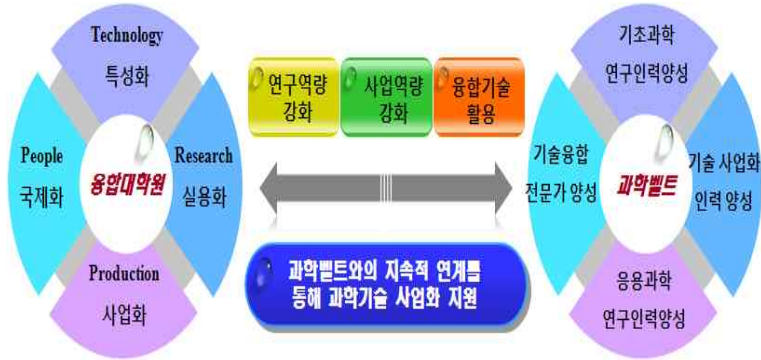 Technology
특성화
People
국제화
융합대학원
Research
실용화
Production
사업화
연구역량
강화
사업역량
강화
융합기술
활용
과학벨트와의 지속적 연계를
통해 과학기술 사업화 지원
기초과학
연구인력양성
기술융합
전문가 양성
과학벨트
기술 사업화
인력 양성
응용과학
연구인력양성